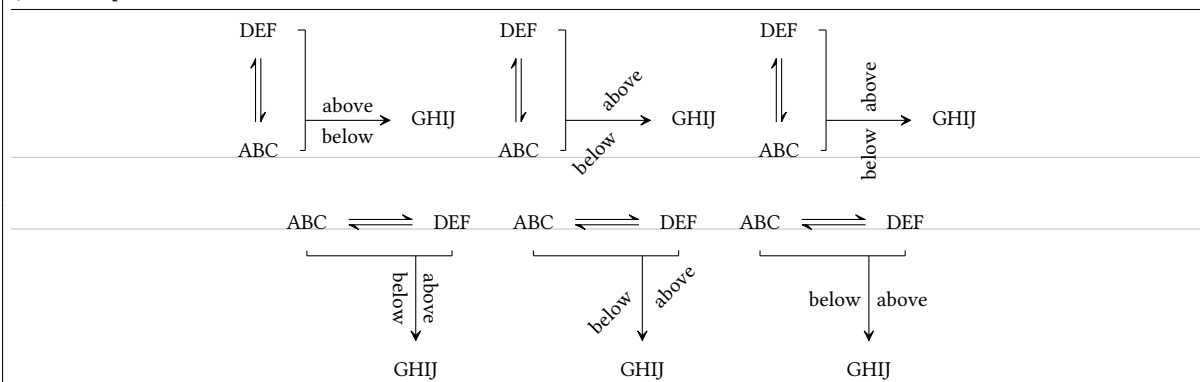 DEF DEF DEF
above above above
GHIJ GHIJ GHIJ
below below below
ABC ABC ABC
ABC DEF ABC DEF ABC DEF
below above below above below above
GHIJ GHIJ GHIJ